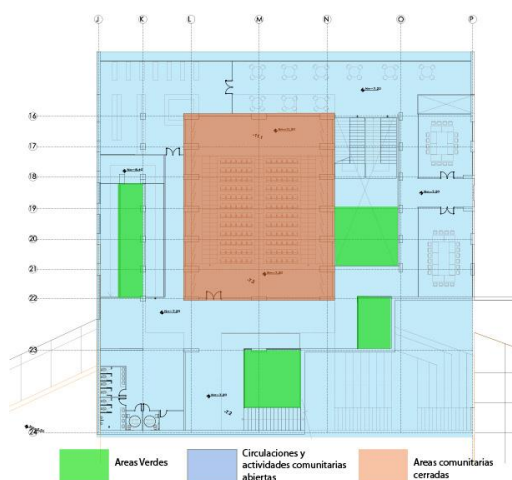 J K L M N O P
16
17
18
19
20
21
22
23
24
Areas Verdes
Circulaciones y
actividades comunitarias
abiertas
Areas comunitarias
cerradas